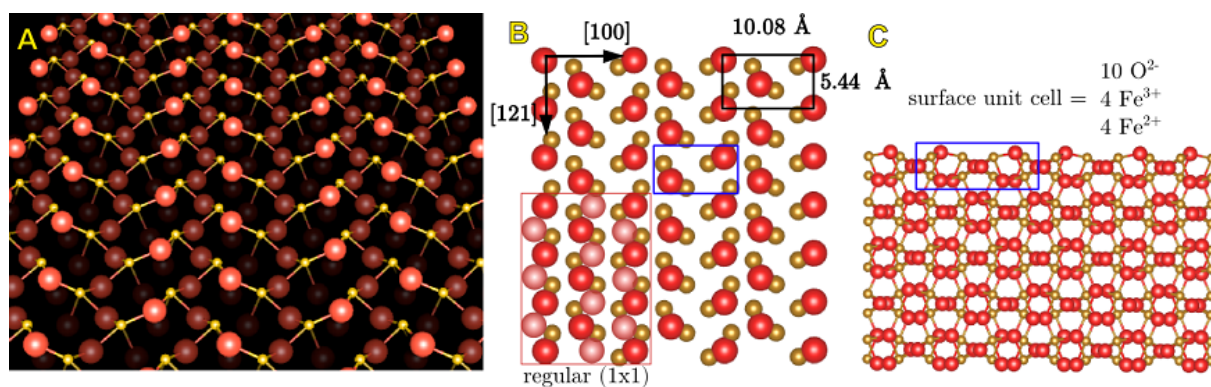 A
B
[100]
10.08 Å
5.44 Å
[121]
regular (1x1)
C
surface unit cell =
10 O²⁻
4 Fe³⁺
4 Fe²⁺